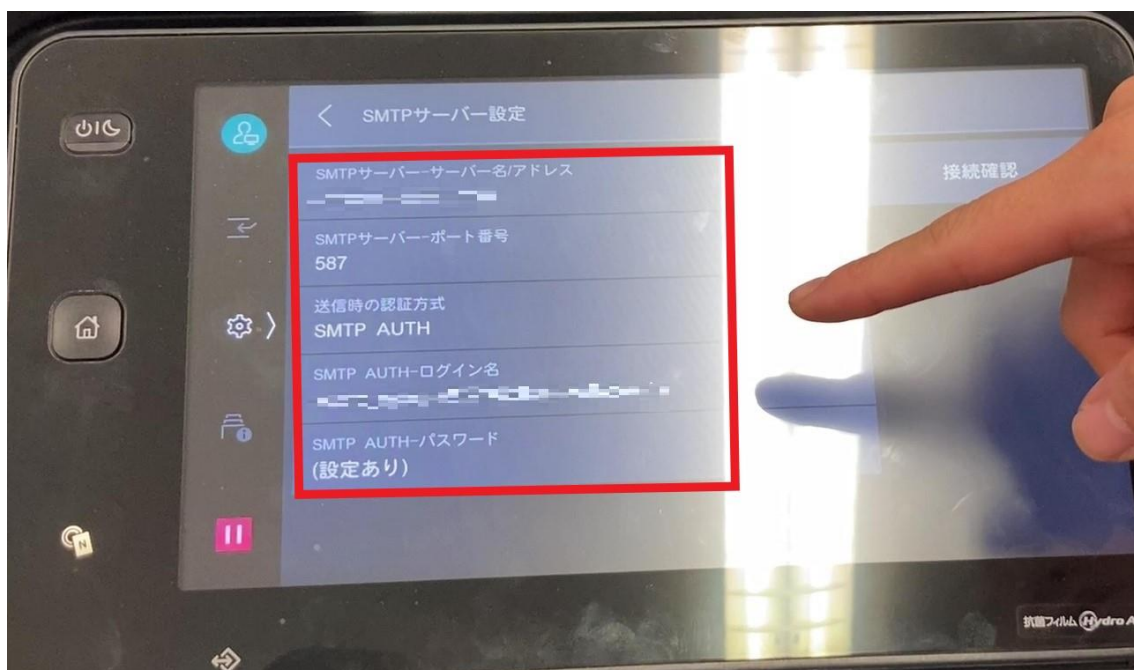 SMTPサーバー設定
接続確認
SMTPサーバー-サーバー名/アドレス
SMTPサーバー-ポート番号
587
送信時の認証方式
SMTP AUTH
SMTP AUTH-ログイン名
SMTP AUTH-パスワード
(設定あり)
N
抗菌フィルム Hydro A